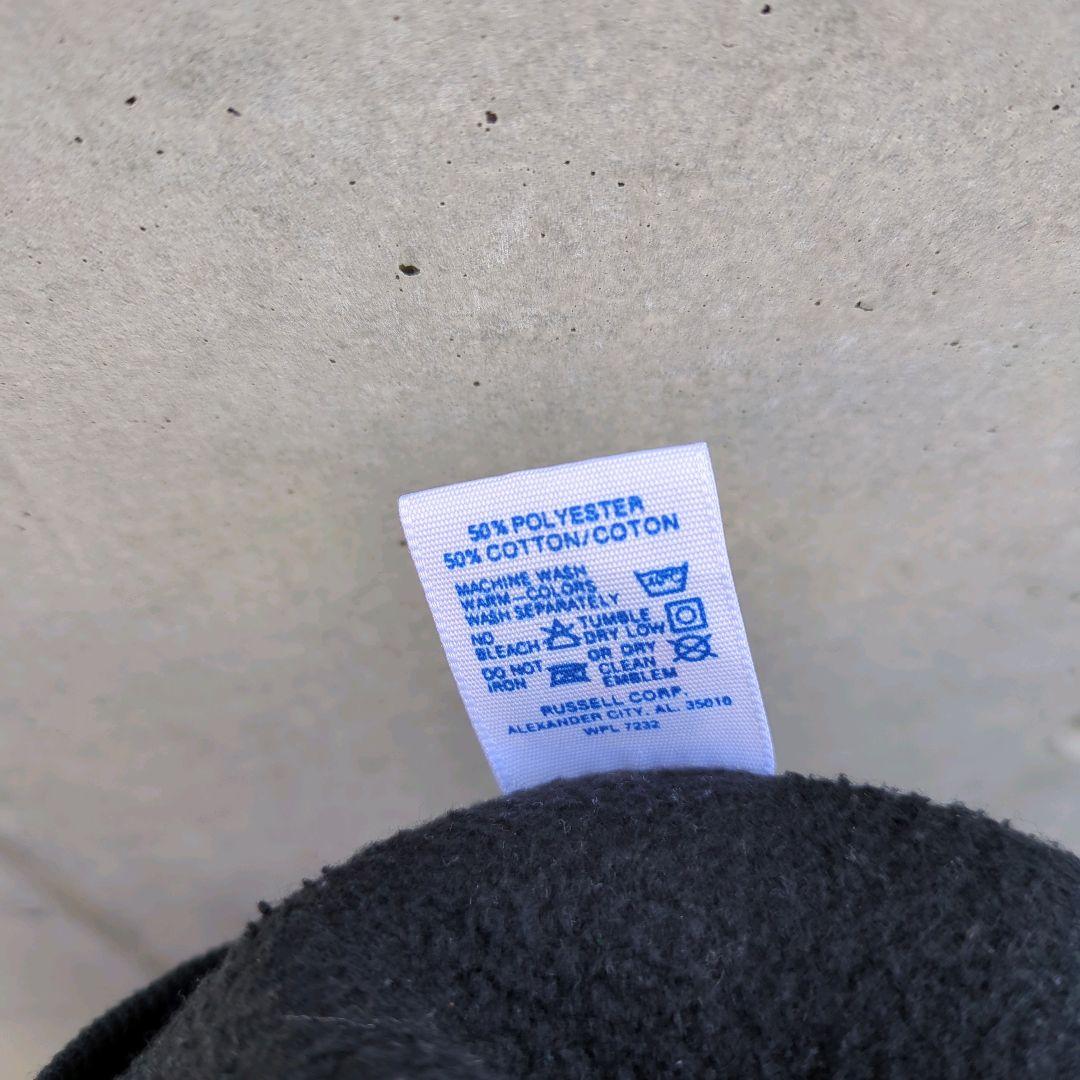 50% POLYESTER
50% COTTON/COTON
MACHINE WASH
WARM—COLORS
WASH SEPARATELY
NO
BLEACH
TUMBLE
DRY LOW
OR DRY
CLEAN
EMBLEM
DO NOT
IRON
RUSSELL CORP.
ALEXANDER CITY, AL. 35010
WPL 7232